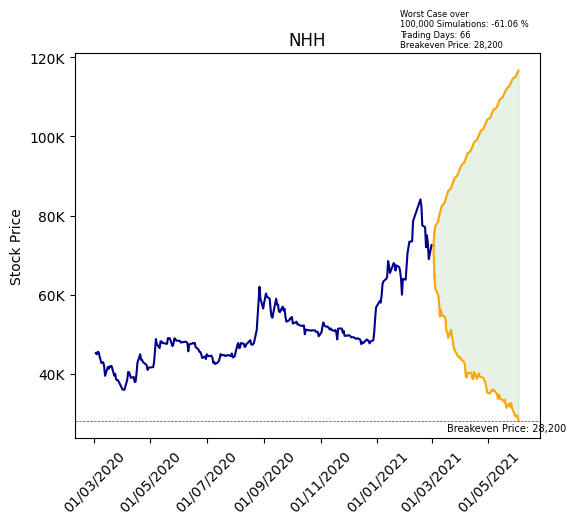 Worst Case over
100,000 Simulations: -61.06 %
Trading Days: 66
Breakeven Price: 28,200
NHH
120K
100K
80K
60K
40K
Stock Price
Breakeven Price: 28,200
01/03/2020
01/05/2020
01/07/2020
01/09/2020
01/11/2020
01/01/2021
01/03/2021
01/05/2021